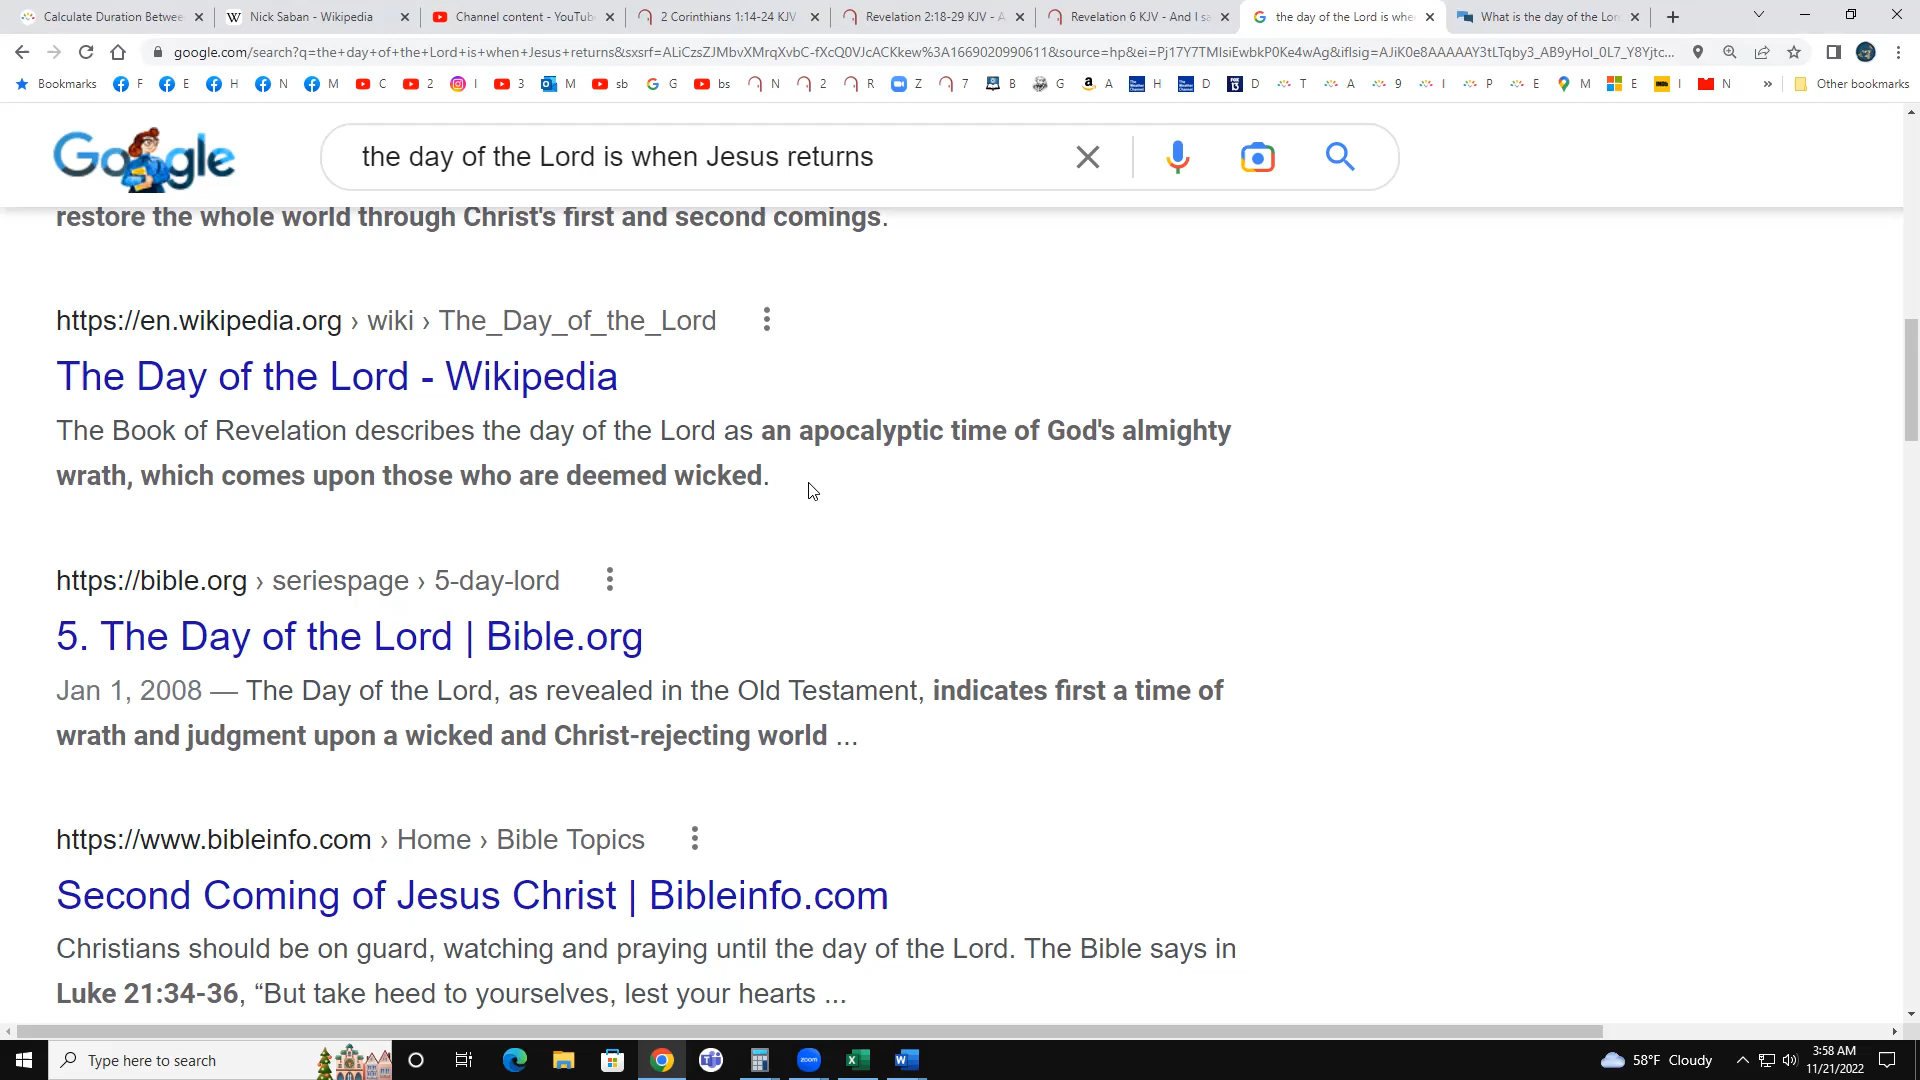 Calculate Duration Betwee
Nick Saban - Wikipedia
Channel content - YouTub
2 Corinthians 1:14-24 KJV
Revelation 2:18-29 KJV - A
Revelation 6 KJV - And I sa
the day of the Lord is whe
What is the day of the Lor
google.com/search?q=the+day+of+the+Lord+is+when+Jesus+returns&sxsrf=ALiCzsZJMbvXMrqXvbC-fXcQ0VJcACKkew%3A1669020990611&source=hp&ei=Pj17Y7TMIsiEwbkP0Ke4wAg&iflsig=AJiK0e8AAAAAY3tLTqby3_AB9yHol_0L7_Y8Yjtc...
Bookmarks F E H N M C 2 I M 3 sb G bs N 2 R Z 7 B G A H D D T A 9 I P E M E I N » Other bookmarks
Google
the day of the Lord is when Jesus returns
restore the whole world through Christ's first and second comings.
https://en.wikipedia.org › wiki › The_Day_of_the_Lord
The Day of the Lord - Wikipedia
The Book of Revelation describes the day of the Lord as an apocalyptic time of God's almighty
wrath, which comes upon those who are deemed wicked.
https://bible.org › seriespage › 5-day-lord
5. The Day of the Lord | Bible.org
Jan 1, 2008 — The Day of the Lord, as revealed in the Old Testament, indicates first a time of
wrath and judgment upon a wicked and Christ-rejecting world ...
https://www.bibleinfo.com › Home › Bible Topics
Second Coming of Jesus Christ | Bibleinfo.com
Christians should be on guard, watching and praying until the day of the Lord. The Bible says in
Luke 21:34-36, “But take heed to yourselves, lest your hearts ...
Type here to search
zoom
58°F Cloudy
3:58 AM
11/21/2022